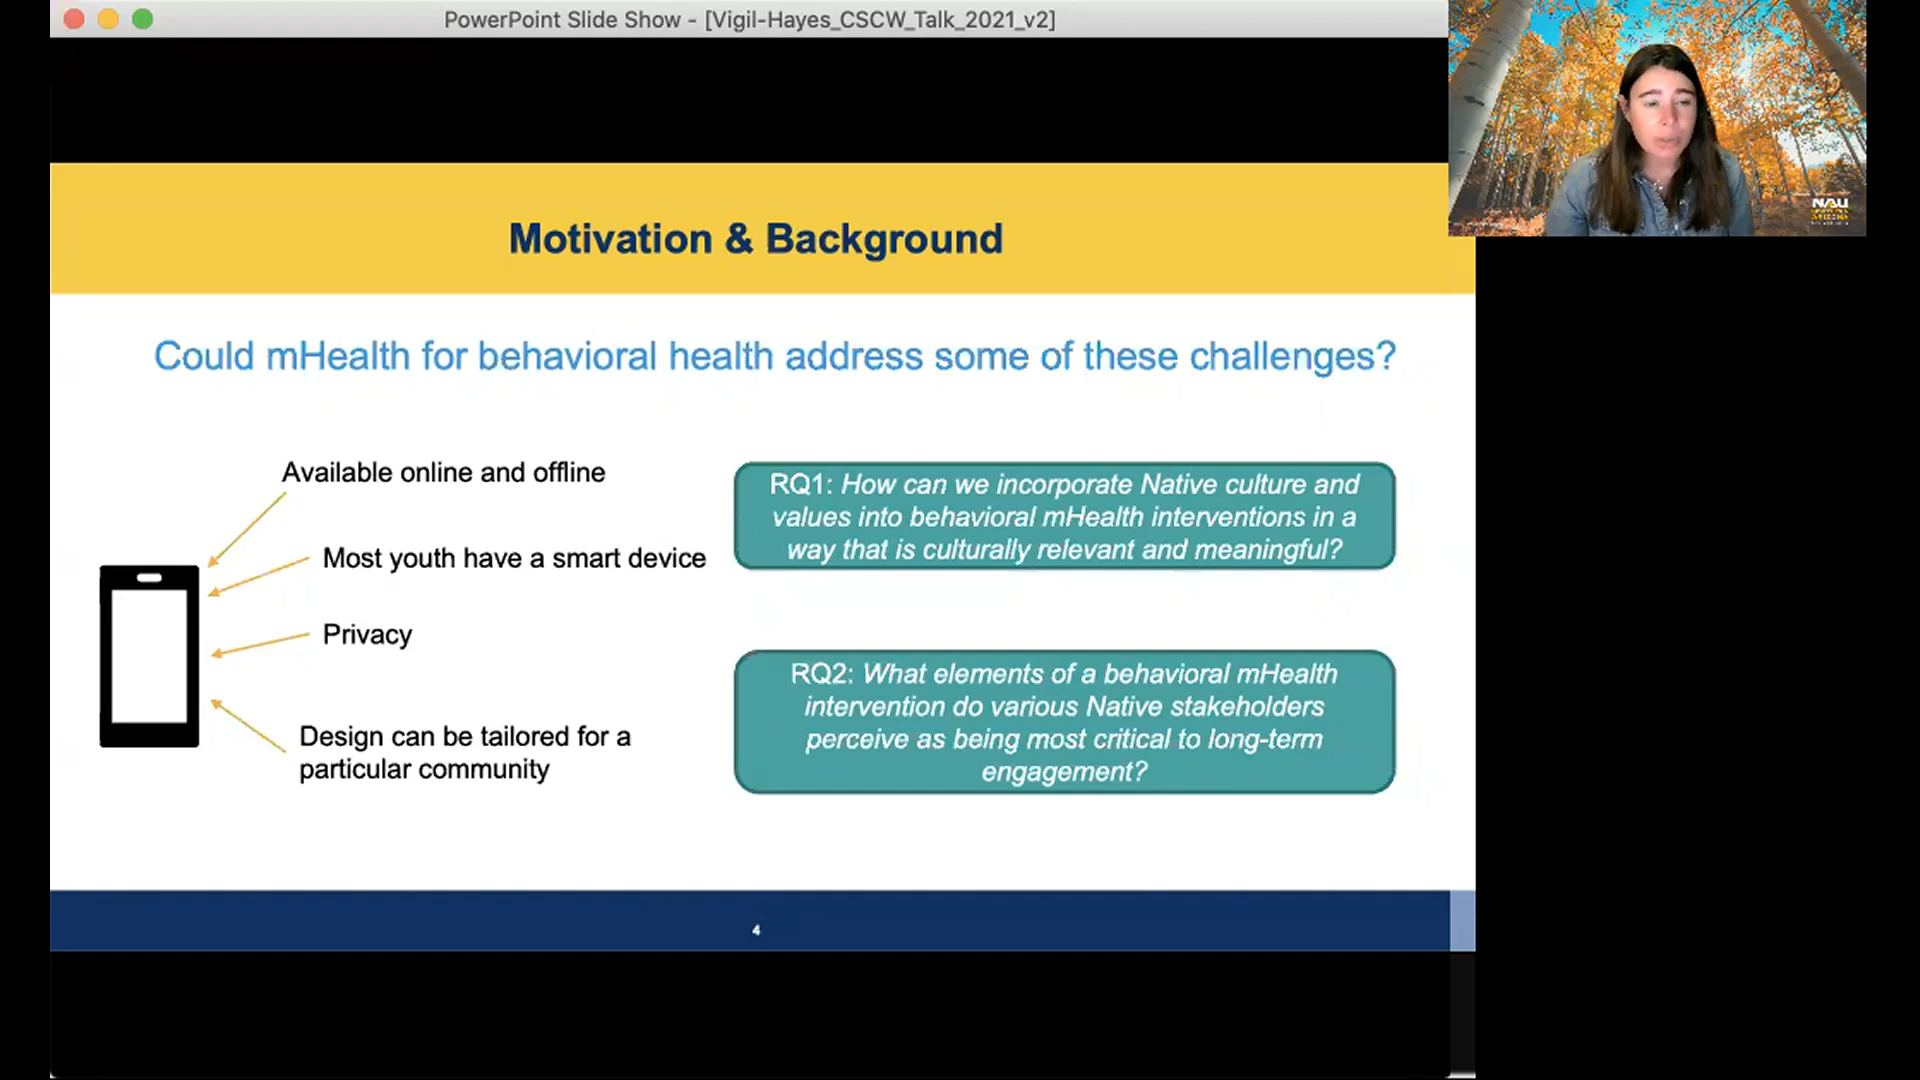 PowerPoint Slide Show - [Vigil-Hayes_CSCW_Talk_2021_v2]
NAU
Motivation & Background
Could mHealth for behavioral health address some of these challenges?
Available online and offline
Most youth have a smart device
Privacy
Design can be tailored for a
particular community
RQ1: How can we incorporate Native culture and
values into behavioral mHealth interventions in a
way that is culturally relevant and meaningful?
RQ2: What elements of a behavioral mHealth
intervention do various Native stakeholders
perceive as being most critical to long-term
engagement?
4